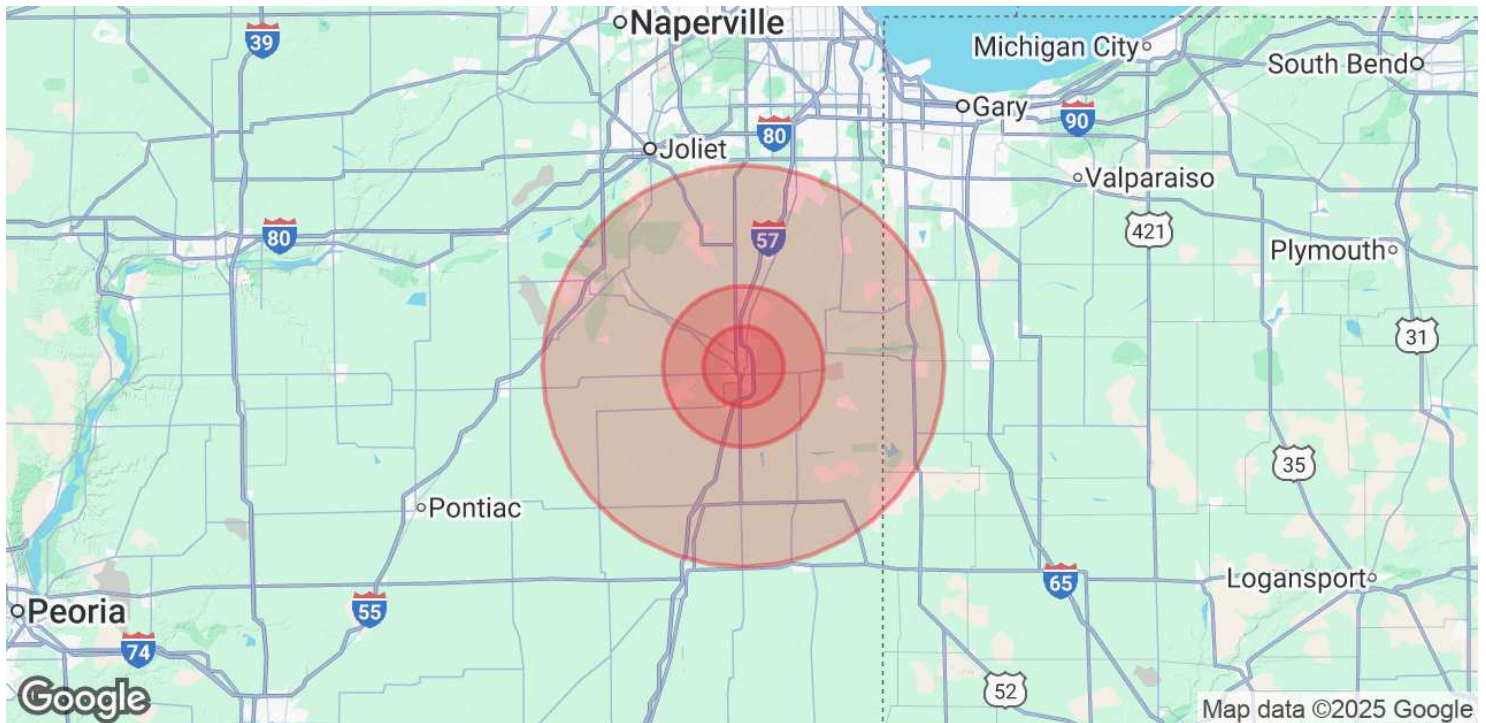 Naperville
39
Michigan City
South Bend
Gary
90
80
Joliet
Valparaiso
421
80
57
Plymouth
31
35
Pontiac
65
Logansport
55
Peoria
74
52
Google
Map data ©2025 Google